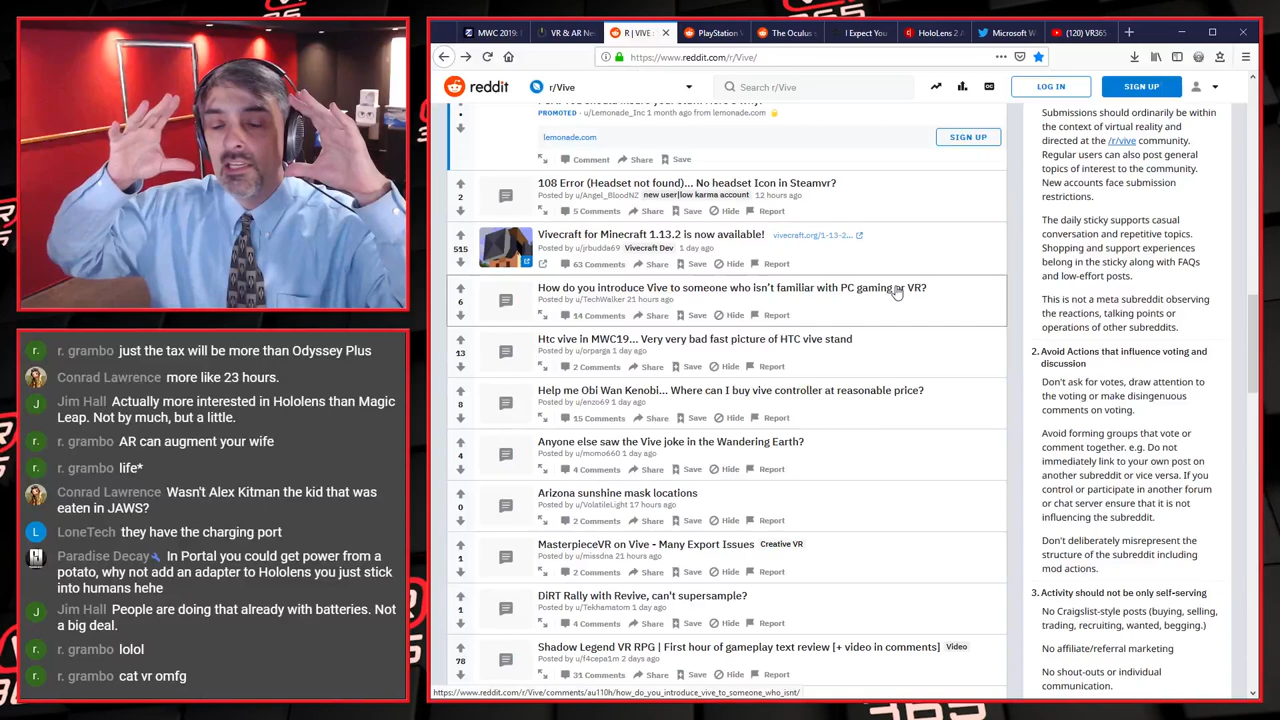 MWC 2019:
VR & AR Ne
R | VIVE :
PlayStation
The Oculus
I Expect You
HoloLens 2 A
Microsoft W
(120) VR365
https://www.reddit.com/r/Vive/
reddit
r/Vive
Search r/Vive
LOG IN
SIGN UP
PROMOTED · u/Lemonade_Inc 1 month ago from lemonade.com
lemonade.com
SIGN UP
Comment Share Save
2
108 Error (Headset not found)... No headset Icon in Steamvr?
Posted by u/Angel_BloodNZ new user|low karma account 12 hours ago
5 Comments Share Save Hide Report
515
Vivecraft for Minecraft 1.13.2 is now available! vivecraft.org/1-13-2...
Posted by u/jrbudda69 Vivecraft Dev 1 day ago
63 Comments Share Save Hide Report
6
How do you introduce Vive to someone who isn't familiar with PC gaming or VR?
Posted by u/TechWalker 21 hours ago
14 Comments Share Save Hide Report
13
Htc vive in MWC19... Very very bad fast picture of HTC vive stand
Posted by u/orparga 1 day ago
2 Comments Share Save Hide Report
8
Help me Obi Wan Kenobi... Where can I buy vive controller at reasonable price?
Posted by u/enzo69 1 day ago
15 Comments Share Save Hide Report
4
Anyone else saw the Vive joke in the Wandering Earth?
Posted by u/momo660 1 day ago
4 Comments Share Save Hide Report
0
Arizona sunshine mask locations
Posted by u/VolatileLight 17 hours ago
2 Comments Share Save Hide Report
1
MasterpieceVR on Vive - Many Export Issues Creative VR
Posted by u/missdna 21 hours ago
2 Comments Share Save Hide Report
1
DiRT Rally with Revive, can't supersample?
Posted by u/Tekhamatom 1 day ago
4 Comments Share Save Hide Report
78
Shadow Legend VR RPG | First hour of gameplay text review [+ video in comments] Video
Posted by u/f4cepa1m 2 days ago
31 Comments Share Save Hide Report
https://www.reddit.com/r/Vive/comments/au110h/how_do_you_introduce_vive_to_someone_who_isnt/
Submissions should ordinarily be within
the context of virtual reality and
directed at the /r/vive community.
Regular users can also post general
topics of interest to the community.
New accounts face submission
restrictions.
The daily sticky supports casual
conversation and repetitive topics.
Shopping and support experiences
belong in the sticky along with FAQs
and low-effort posts.
This is not a meta subreddit observing
the reactions, talking points or
operations of other subreddits.
2. Avoid Actions that influence voting and
discussion
Don't ask for votes, draw attention to
the voting or make disingenuous
comments on voting.
Avoid forming groups that vote or
comment together. e.g. Do not
immediately link to your own post on
another subreddit or vice versa. If you
control or participate in another forum
or chat server ensure that it is not
influencing the subreddit.
Don't deliberately misrepresent the
structure of the subreddit including
mod actions.
3. Activity should not be only self-serving
No Craigslist-style posts (buying, selling,
trading, recruiting, wanted, begging.)
No affiliate/referral marketing
No shout-outs or individual
communication.
r. r. grambo just the tax will be more than Odyssey Plus
Conrad Lawrence more like 23 hours.
J Jim Hall Actually more interested in Hololens than Magic
Leap. Not by much, but a little.
r. r. grambo AR can augment your wife
r. r. grambo life*
Conrad Lawrence Wasn't Alex Kitman the kid that was
eaten in JAWS?
L LoneTech they have the charging port
Paradise Decay In Portal you could get power from a
potato, why not add an adapter to Hololens you just stick
into humans hehe
J Jim Hall People are doing that already with batteries. Not
a big deal.
r. r. grambo lolol
r. r. grambo cat vr omfg